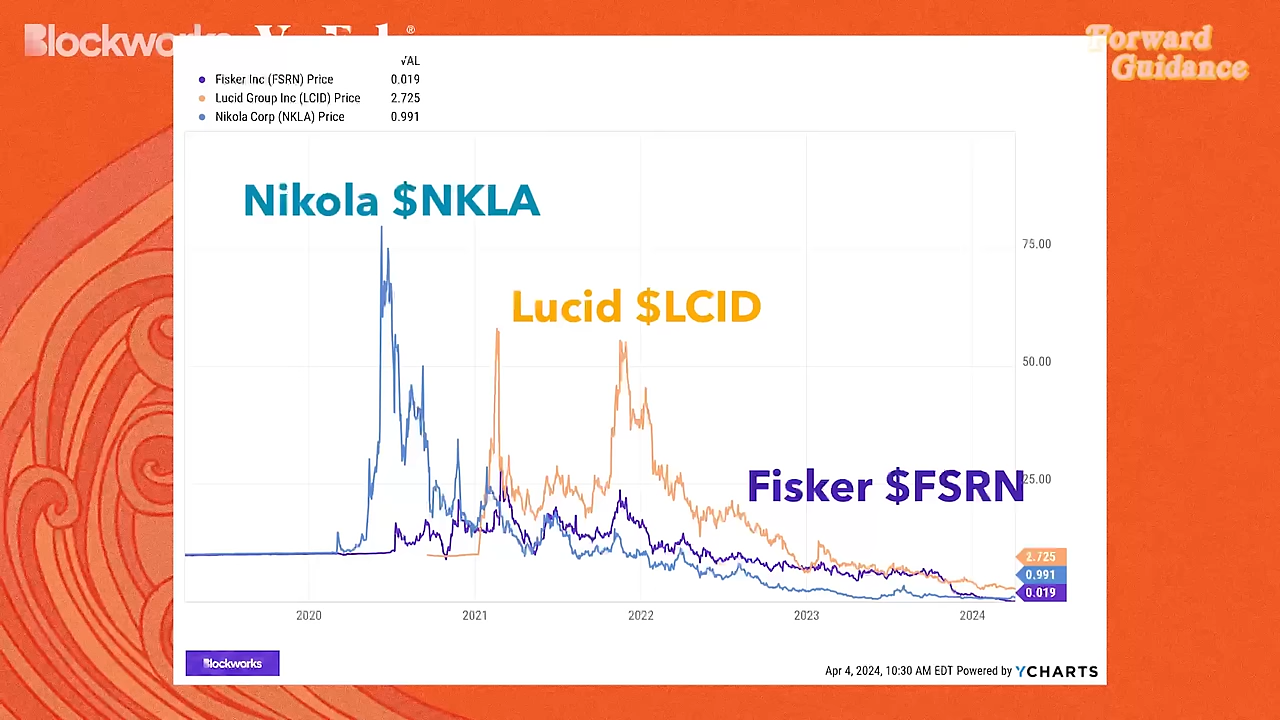 Blockworks
Forward
Guidance
VAL
Fisker Inc (FSRN) Price 0.019
Lucid Group Inc (LCID) Price 2.725
Nikola Corp (NKLA) Price 0.991
Nikola $NKLA
Lucid $LCID
Fisker $FSRN
75.00
50.00
25.00
2.725
0.991
0.019
2020 2021 2022 2023 2024
Blockworks
Apr 4, 2024, 10:30 AM EDT Powered by YCHARTS